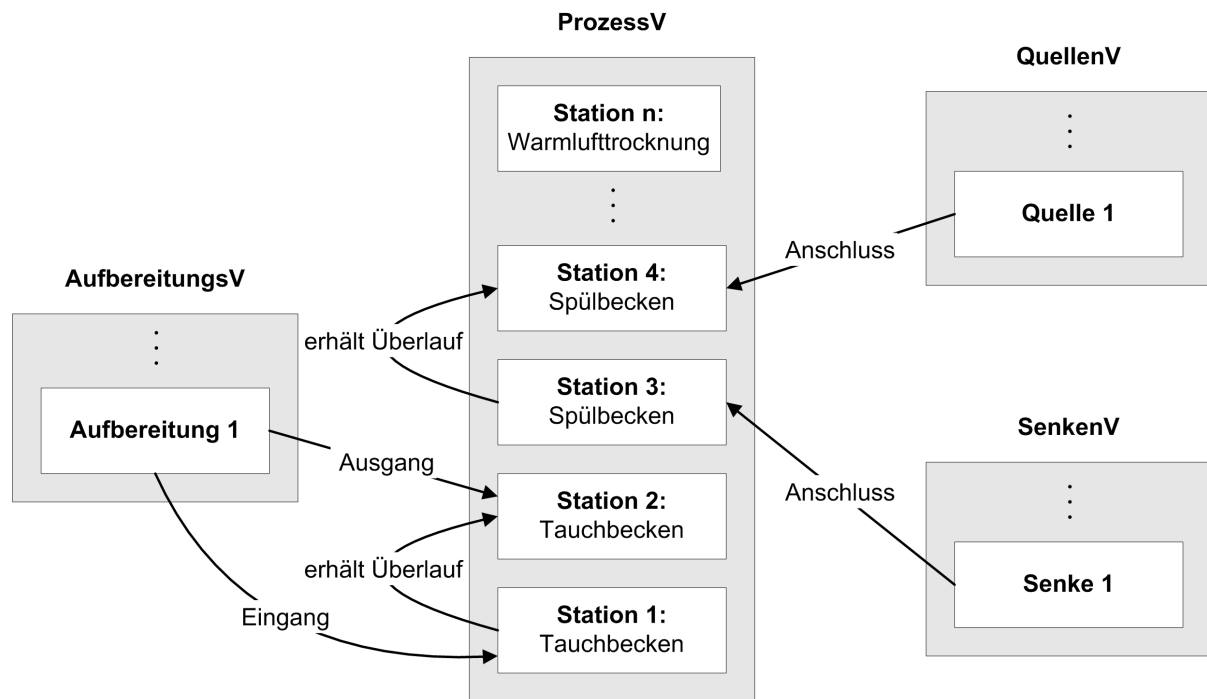 ProzessV
Station n:
Warmlufttrocknung
Station 4:
Spülbecken
Station 3:
Spülbecken
Station 2:
Tauchbecken
Station 1:
Tauchbecken
AufbereitungsV
Aufbereitung 1
erhält Überlauf
Ausgang
erhält Überlauf
Eingang
QuellenV
Quelle 1
Anschluss
SenkenV
Senke 1
Anschluss